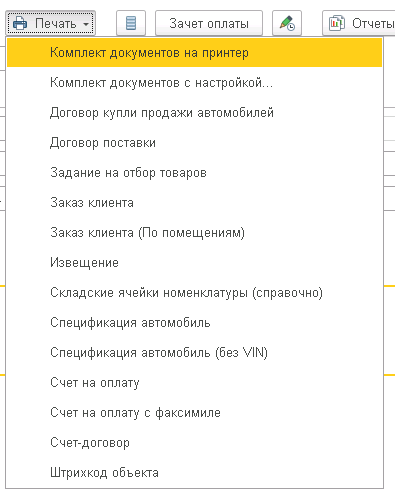 Печать
Зачет оплаты
Отчеты
Комплект документов на принтер
Комплект документов с настройкой...
Договор купли продажи автомобилей
Договор поставки
Задание на отбор товаров
Заказ клиента
Заказ клиента (По помещениям)
Извещение
Складские ячейки номенклатуры (справочно)
Спецификация автомобиль
Спецификация автомобиль (без VIN)
Счет на оплату
Счет на оплату с факсимиле
Счет-договор
Штрихкод объекта